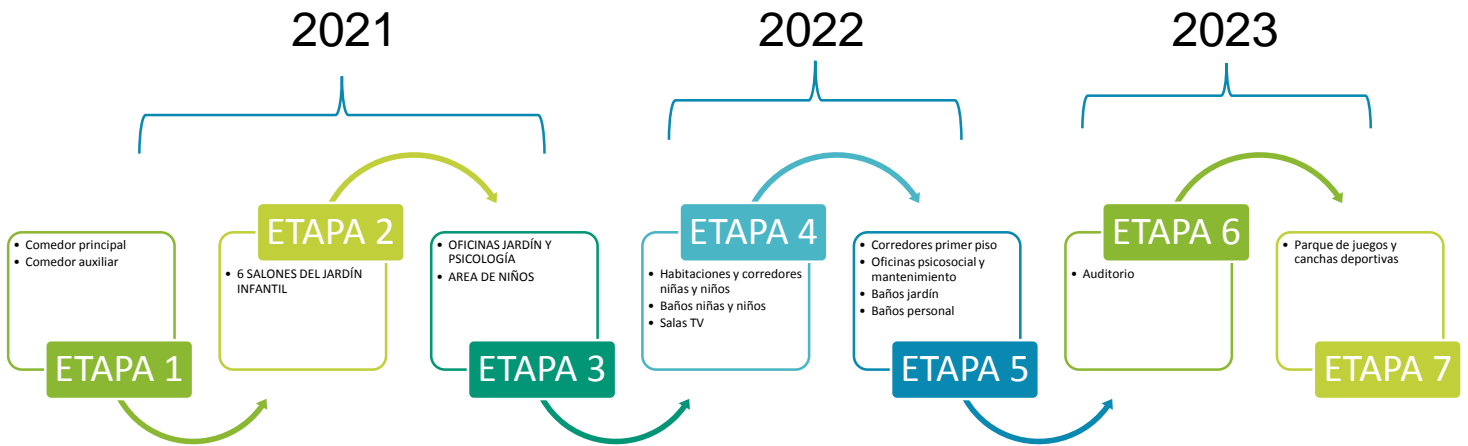 2021
2022
2023
• Comedor principal
• Comedor auxiliar
ETAPA 1
ETAPA 2
• 6 SALONES DEL JARDÍN
INFANTIL
• OFICINAS JARDÍN Y
PSICOLOGÍA
• AREA DE NIÑOS
ETAPA 3
ETAPA 4
• Habitaciones y corredores
niñas y niños
• Baños niñas y niños
• Salas TV
• Corredores primer piso
• Oficinas psicosocial y
mantenimiento
• Baños jardín
• Baños personal
ETAPA 5
ETAPA 6
• Auditorio
• Parque de juegos y
canchas deportivas
ETAPA 7